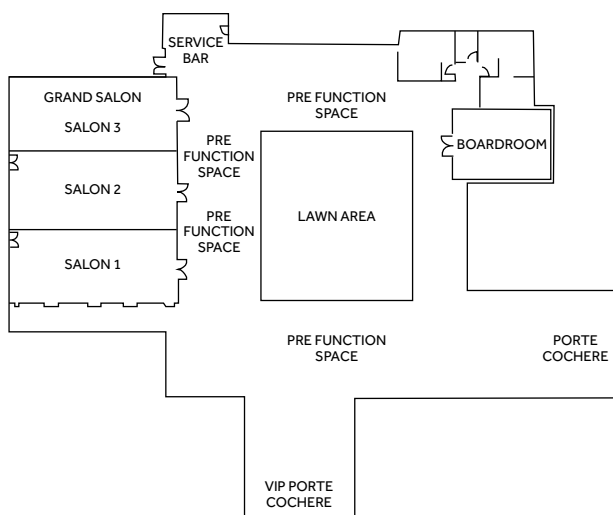 SERVICE
BAR
GRAND SALON
SALON 3
PRE FUNCTION
SPACE
PRE
FUNCTION
SPACE
BOARDROOM
SALON 2
PRE
FUNCTION
SPACE
LAWN AREA
SALON 1
PRE FUNCTION
SPACE
PORTE
COCHERE
VIP PORTE
COCHERE